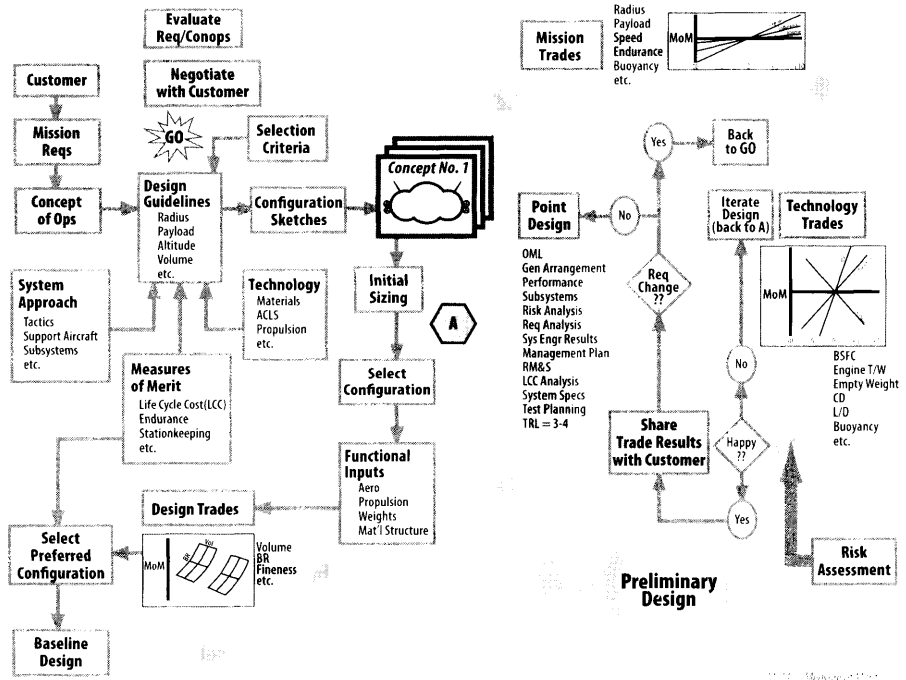 Evaluate
Req/Conops
Negotiate
with Customer
Customer
GO
Mission
Reqs
Selection
Criteria
Concept No. 1
Concept
of Ops
Design
Guidelines
Radius
Payload
Altitude
Volume
etc.
Configuration
Sketches
System
Approach
Tactics
Support Aircraft
Subsystems
etc.
Technology
Materials
ACLS
Propulsion
etc.
Initial
Sizing
A
Measures
of Merit
Life Cycle Cost(LCC)
Endurance
Stationkeeping
etc.
Select
Configuration
Functional
Inputs
Aero
Propulsion
Weights
Mat'l Structure
Design Trades
Select
Preferred
Configuration
MoM
BR
Vol
Volume
BR
Fineness
etc.
Baseline
Design
Mission
Trades
Radius
Payload
Speed
Endurance
Buoyancy
etc.
MoM
Yes
Back
to GO
Point
Design
No
Iterate
Design
(back to A)
Technology
Trades
OML
Gen Arrangement
Performance
Subsystems
Risk Analysis
Req Analysis
Sys Engr Results
Management Plan
RM&S
LCC Analysis
System Specs
Test Planning
TRL = 3-4
Req
Change
??
MoM
No
BSFC
Engine T/W
Empty Weight
CD
L/D
Buoyancy
etc.
Share
Trade Results
with Customer
Happy
??
Yes
Risk
Assessment
Preliminary
Design